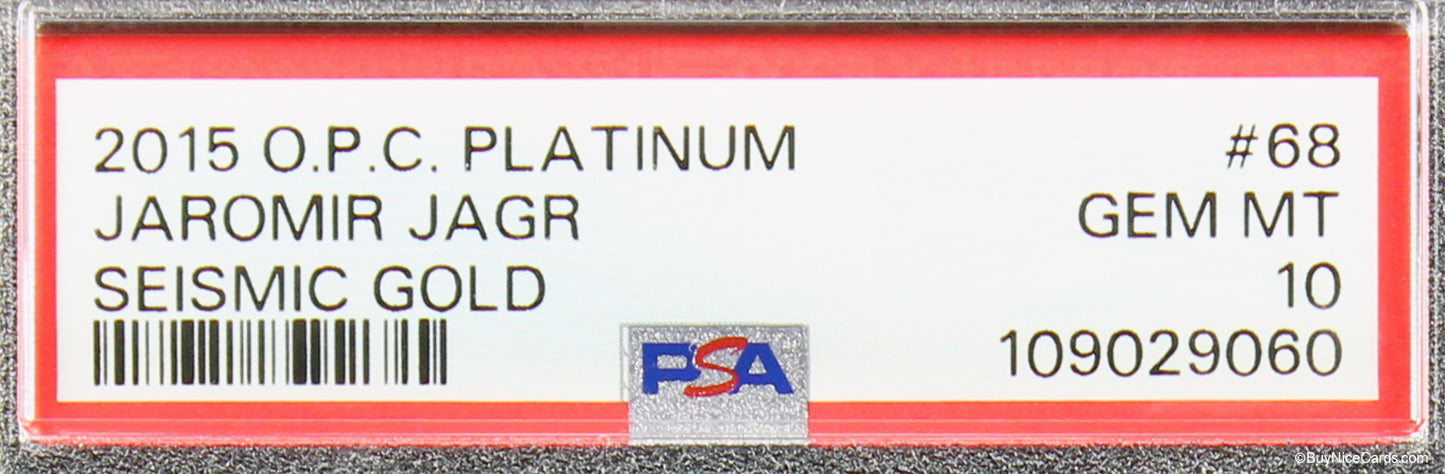 2015 O.P.C. PLATINUM #68
JAROMIR JAGR GEM MT
SEISMIC GOLD 10
PSA 109029060
©BuyNiceCards.com